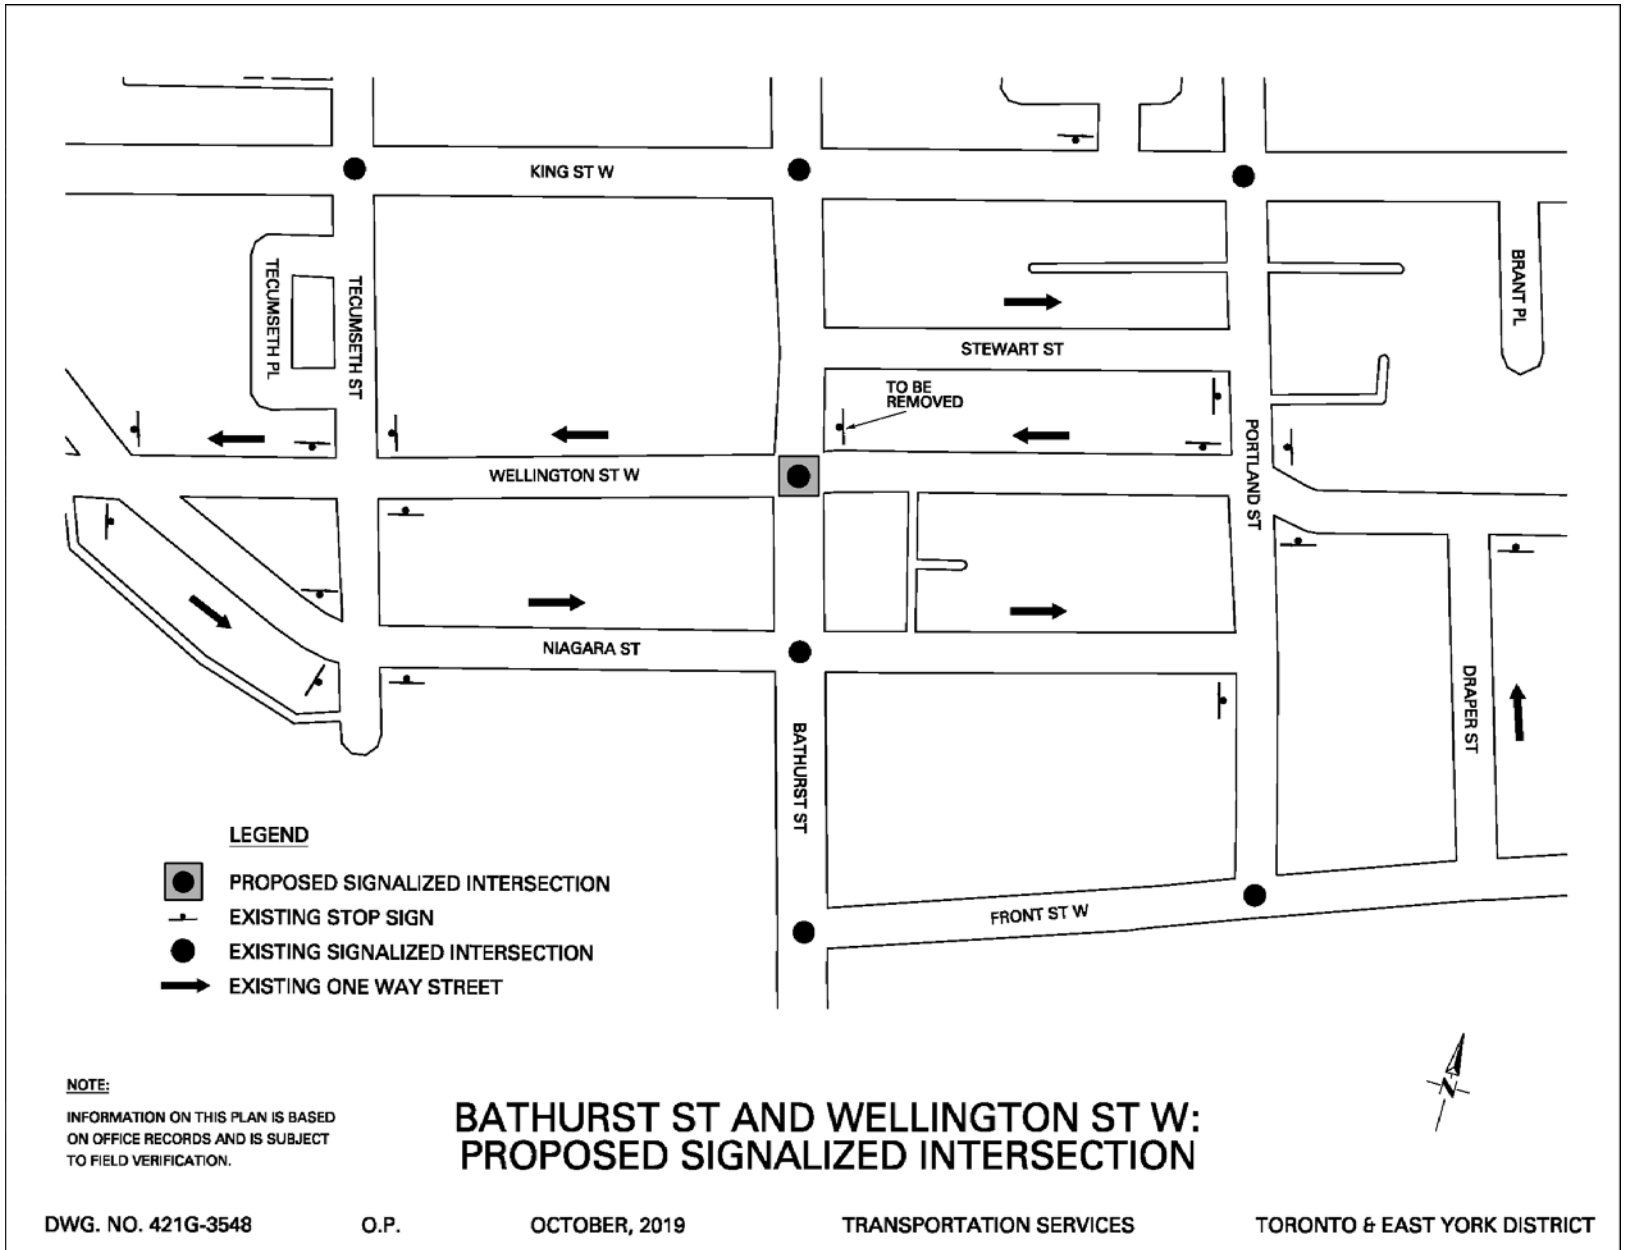 KING ST W
TECUMSETH PL
TECUMSETH ST
BRANT PL
STEWART ST
TO BE
REMOVED
PORTLAND ST
WELLINGTON ST W
NIAGARA ST
DRAPER ST
BATHURST ST
FRONT ST W
LEGEND
PROPOSED SIGNALIZED INTERSECTION
EXISTING STOP SIGN
EXISTING SIGNALIZED INTERSECTION
EXISTING ONE WAY STREET
N
NOTE:
INFORMATION ON THIS PLAN IS BASED
ON OFFICE RECORDS AND IS SUBJECT
TO FIELD VERIFICATION.
BATHURST ST AND WELLINGTON ST W:
PROPOSED SIGNALIZED INTERSECTION
DWG. NO. 421G-3548 O.P. OCTOBER, 2019 TRANSPORTATION SERVICES TORONTO & EAST YORK DISTRICT